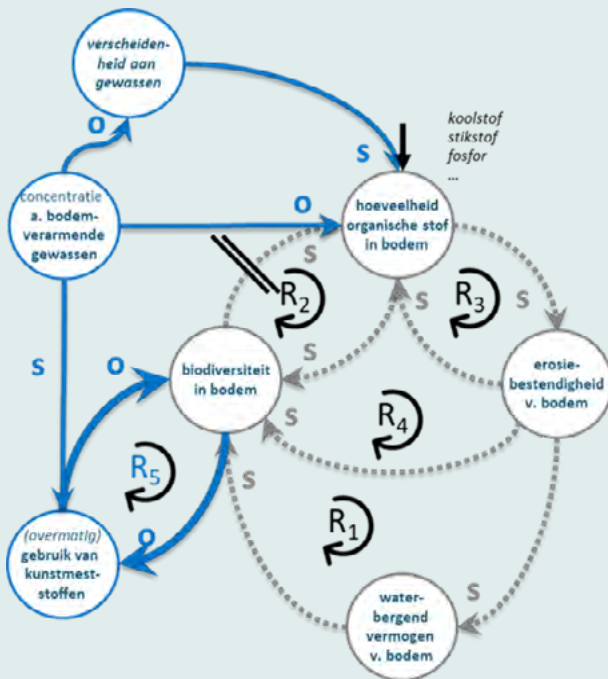 verscheiden-
heid aan
gewassen
O
S
koolstof
stikstof
fosfor
...
concentratie
a. bodem-
verarmende
gewassen
O
hoeveelheid
organische stof
in bodem
S
R2
S
R3
S
S
S
O
biodiversiteit
in bodem
S
erosie-
bestendigheid
v. bodem
R4
R5
S
R1
O
(overmatig)
gebruik van
kunstmest-
stoffen
S
water-
bergend
vermogen
v. bodem